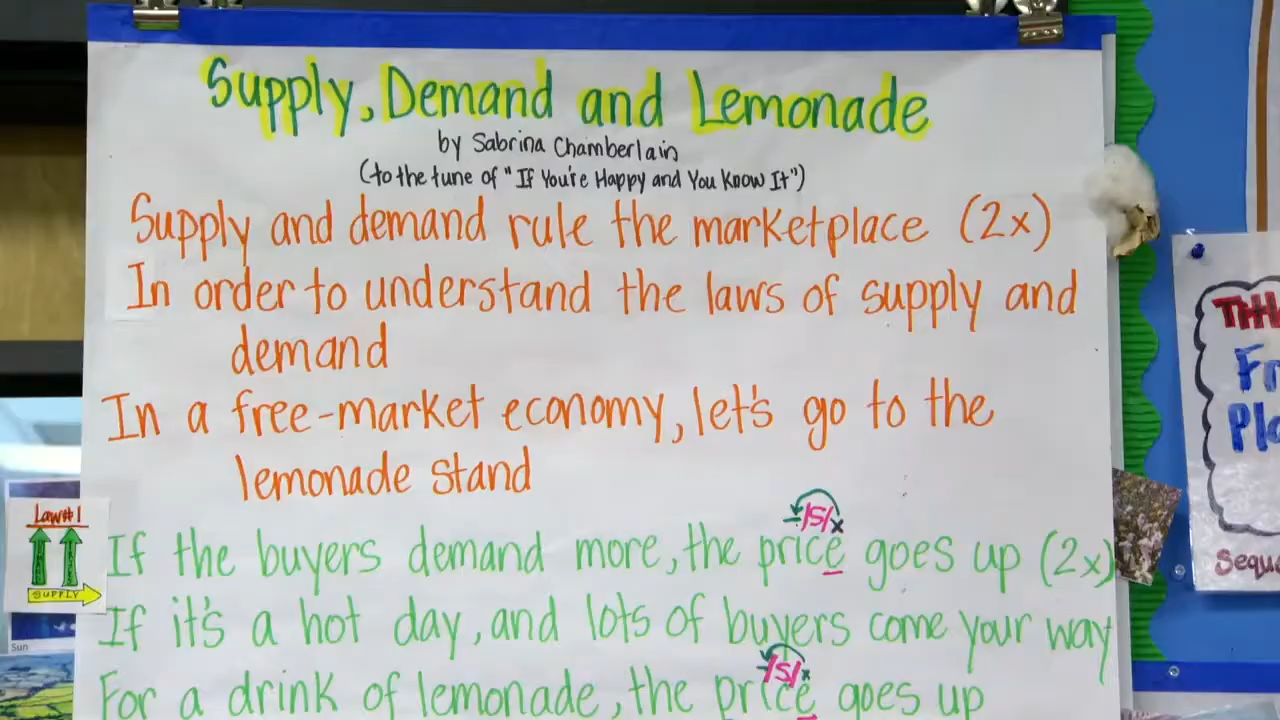 Supply, Demand and Lemonade
by Sabrina Chamberlain
(to the tune of "If You're Happy and You Know It")
Supply and demand rule the marketplace (2x)
In order to understand the laws of supply and
demand
In a free-market economy, let's go to the
lemonade stand
/s/x
If the buyers demand more, the price goes up (2x)
If it's a hot day, and lots of buyers come your way
/s/x
For a drink of lemonade, the price goes up
Law#1
SUPPLY
Sun